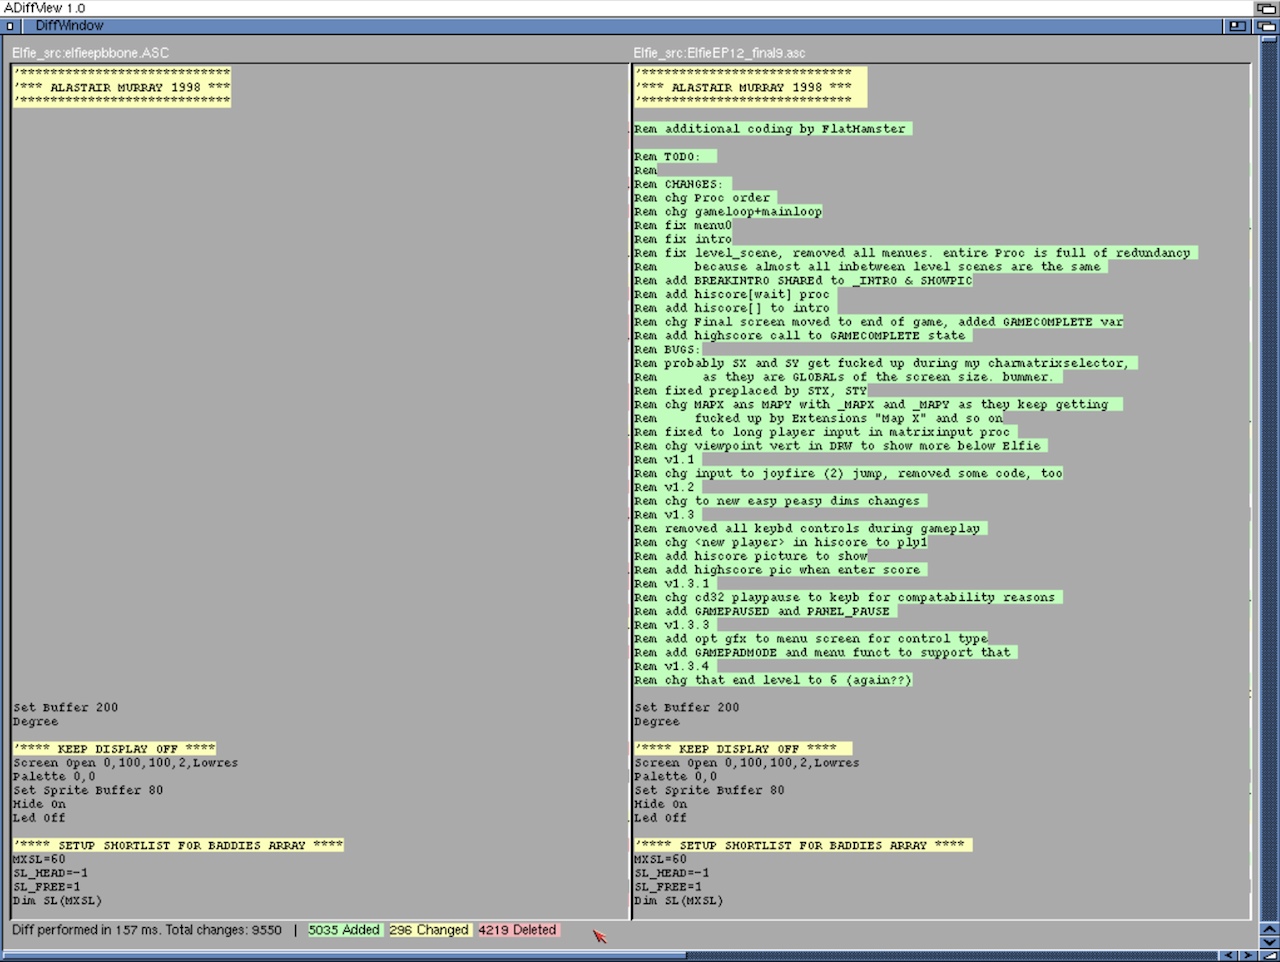 ADiffView 1.0
DiffWindow
Elfie_src:elfieepbbone.ASC
'****************************
'*** ALASTAIR MURRAY 1998 ***
'****************************
Set Buffer 200
Degree
'**** KEEP DISPLAY OFF ****
Screen Open 0,100,100,2,Lowres
Palette 0,0
Set Sprite Buffer 80
Hide On
Led Off
'**** SETUP SHORTLIST FOR BADDIES ARRAY ****
MXSL=60
SL_HEAD=-1
SL_FREE=1
Dim SL(MXSL)
Elfie_src:ElfieEP12_final9.asc
'****************************
'*** ALASTAIR MURRAY 1998 ***
'****************************
Rem additional coding by FlatHamster
Rem TODO:
Rem
Rem CHANGES:
Rem chg Proc order
Rem chg gameloop+mainloop
Rem fix menu0
Rem fix intro
Rem fix level_scene, removed all menues. entire Proc is full of redundancy
Rem     because almost all inbetween level scenes are the same
Rem add BREAKINTRO SHAREd to _INTRO & SHOWPIC
Rem add hiscore[wait] proc
Rem add hiscore[] to intro
Rem chg Final screen moved to end of game, added GAMECOMPLETE var
Rem add highscore call to GAMECOMPLETE state
Rem BUGS:
Rem probably SX and SY get fucked up during my charmatrixselector,
Rem      as they are GLOBALs of the screen size. bummer.
Rem fixed preplaced by STX, STY
Rem chg MAPX ans MAPY with _MAPX and _MAPY as they keep getting
Rem     fucked up by Extensions "Map X" and so on
Rem fixed to long player input in matrixinput proc
Rem chg viewpoint vert in DRW to show more below Elfie
Rem v1.1
Rem chg input to joyfire (2) jump, removed some code, too
Rem v1.2
Rem chg to new easy peasy dims changes
Rem v1.3
Rem removed all keybd controls during gameplay
Rem chg <new player> in hiscore to ply1
Rem add hiscore picture to show
Rem add highscore pic when enter score
Rem v1.3.1
Rem chg cd32 playpause to keyb for compatability reasons
Rem add GAMEPAUSED and PANEL_PAUSE
Rem v1.3.3
Rem add opt gfx to menu screen for control type
Rem add GAMEPADMODE and menu funct to support that
Rem v1.3.4
Rem chg that end level to 6 (again??)
Set Buffer 200
Degree
'**** KEEP DISPLAY OFF ****
Screen Open 0,100,100,2,Lowres
Palette 0,0
Set Sprite Buffer 80
Hide On
Led Off
'**** SETUP SHORTLIST FOR BADDIES ARRAY ****
MXSL=60
SL_HEAD=-1
SL_FREE=1
Dim SL(MXSL)
Diff performed in 157 ms. Total changes: 9550 | 5035 Added 296 Changed 4219 Deleted